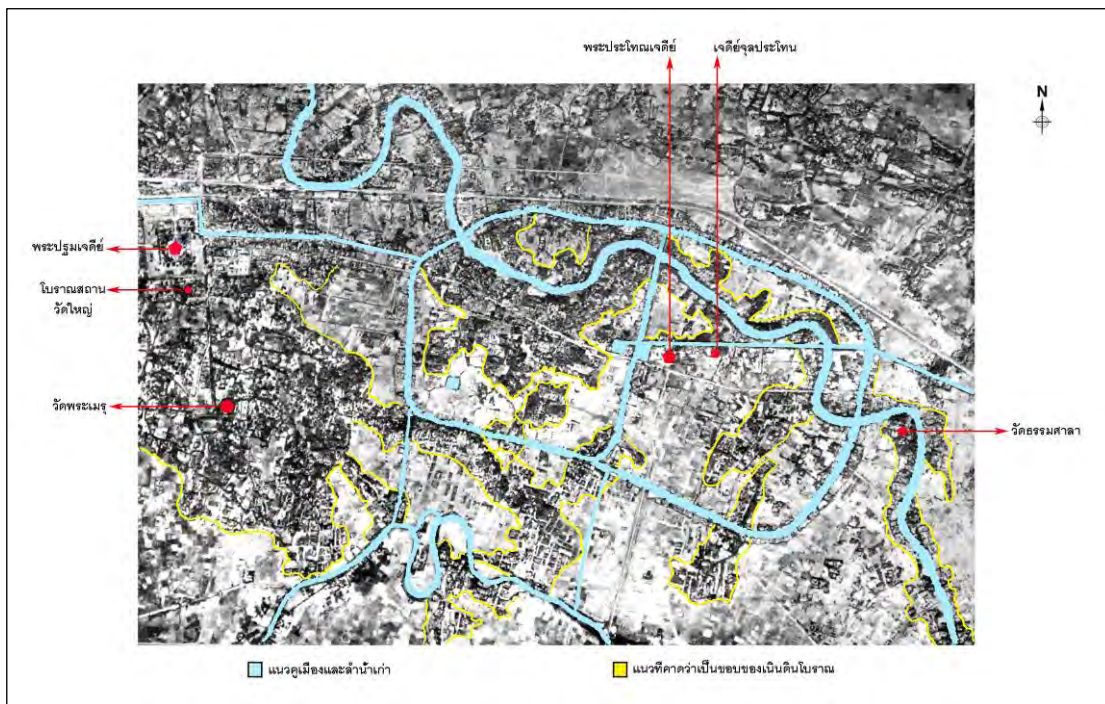 พระประโทณเจดีย์
เจดีย์จุลประโทน
N
พระปฐมเจดีย์
โบราณสถาน
วัดใหญ่
วัดพระเมรุ
วัดธรรมศาลา
แนวคูเมืองและลำน้ำเก่า
แนวที่คาดว่าเป็นขอบของเนินดินโบราณ